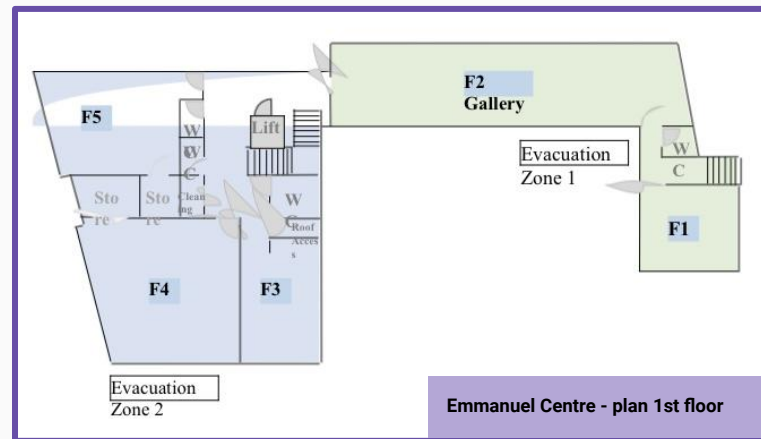 F2
Gallery
F5
W
C
Lift
W
C
W
C
Evacuation
Zone 1
Sto
re
Sto
re
Clean
ing
W
C
Roof
Acces
s
F1
F4
F3
Evacuation
Zone 2
Emmanuel Centre - plan 1st floor